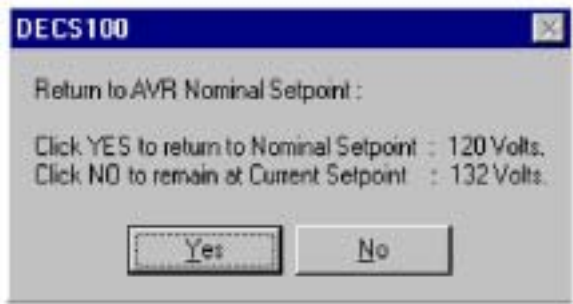 DECS100
Return to AVR Nominal Setpoint :
Click YES to return to Nominal Setpoint : 120 Volts.
Click NO to remain at Current Setpoint : 132 Volts.
Yes No